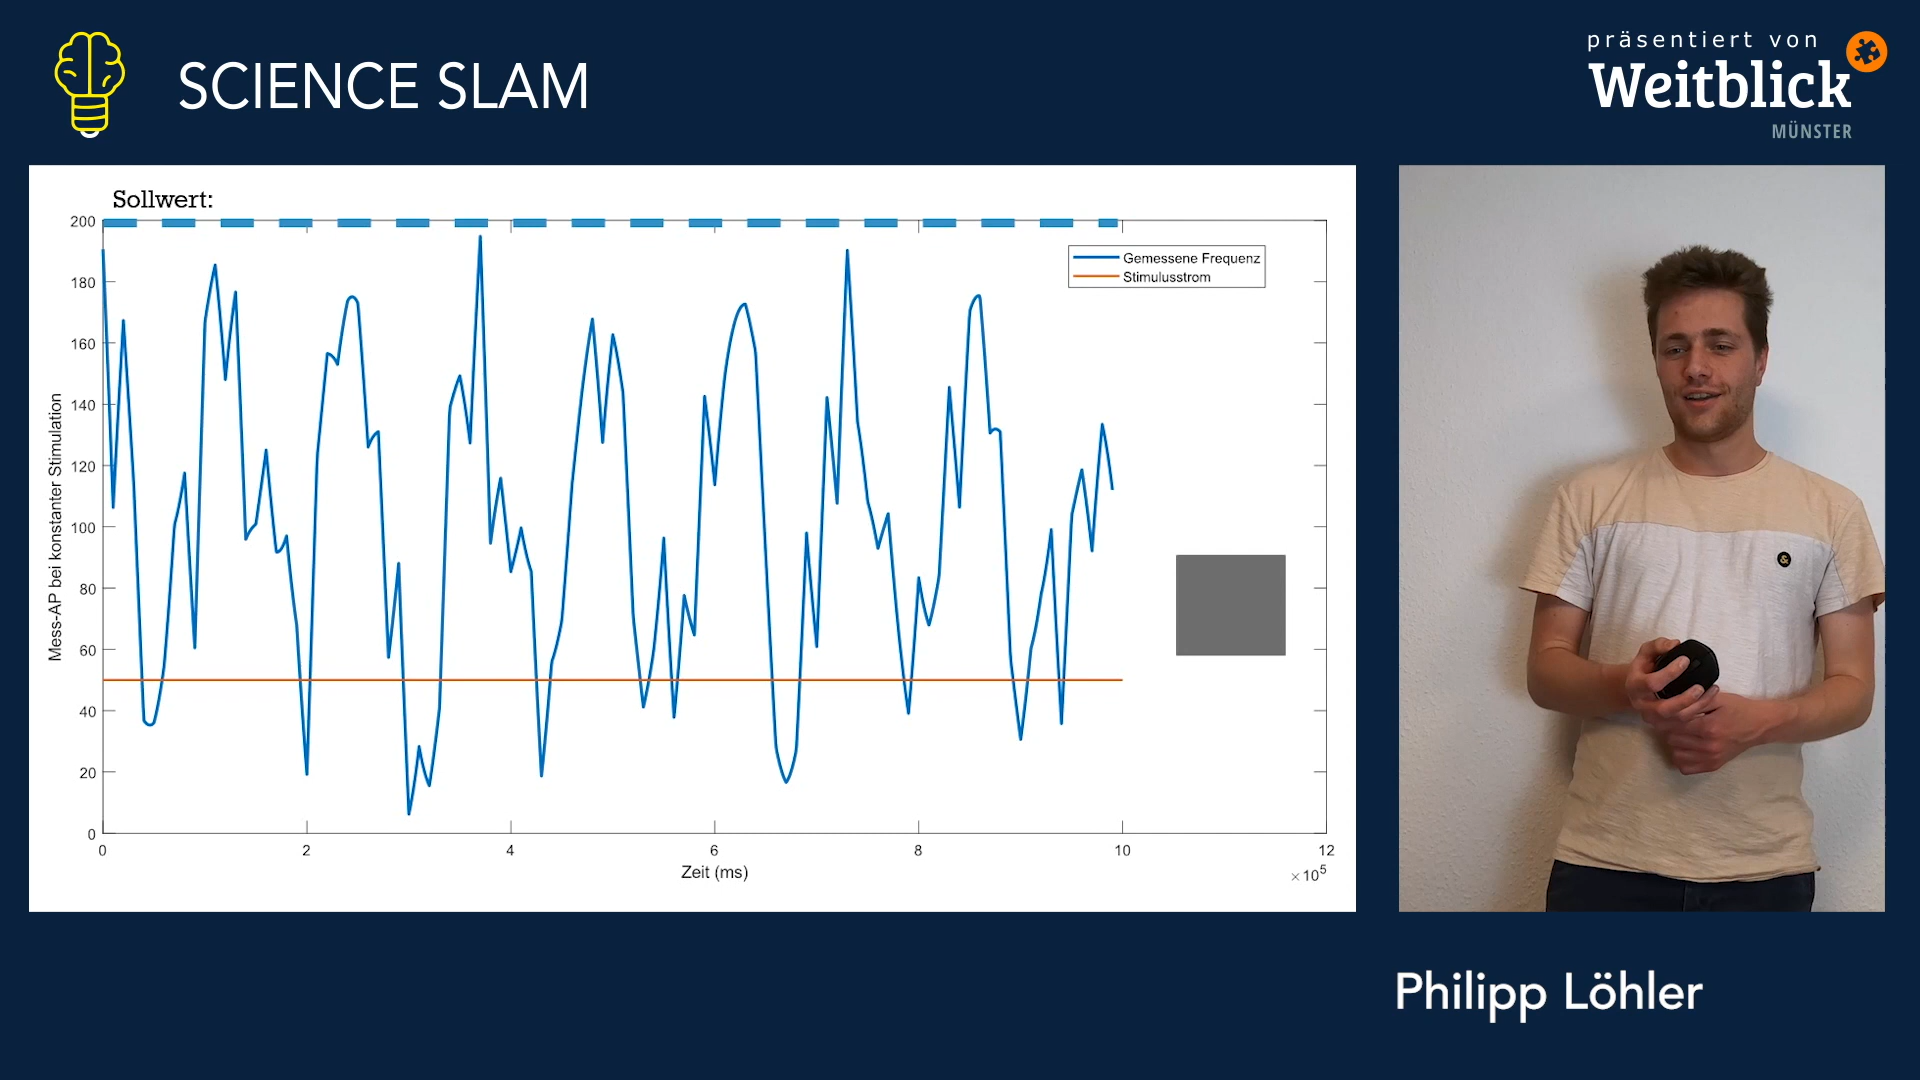 SCIENCE SLAM
präsentiert von
Weitblick
MÜNSTER
Sollwert:
200
180
160
140
120
100
80
60
40
20
0
Mess-AP bei konstanter Stimulation
Gemessene Frequenz
Stimulusstrom
0 2 4 6 8 10 12
Zeit (ms)
×10⁵
&
Philipp Löhler